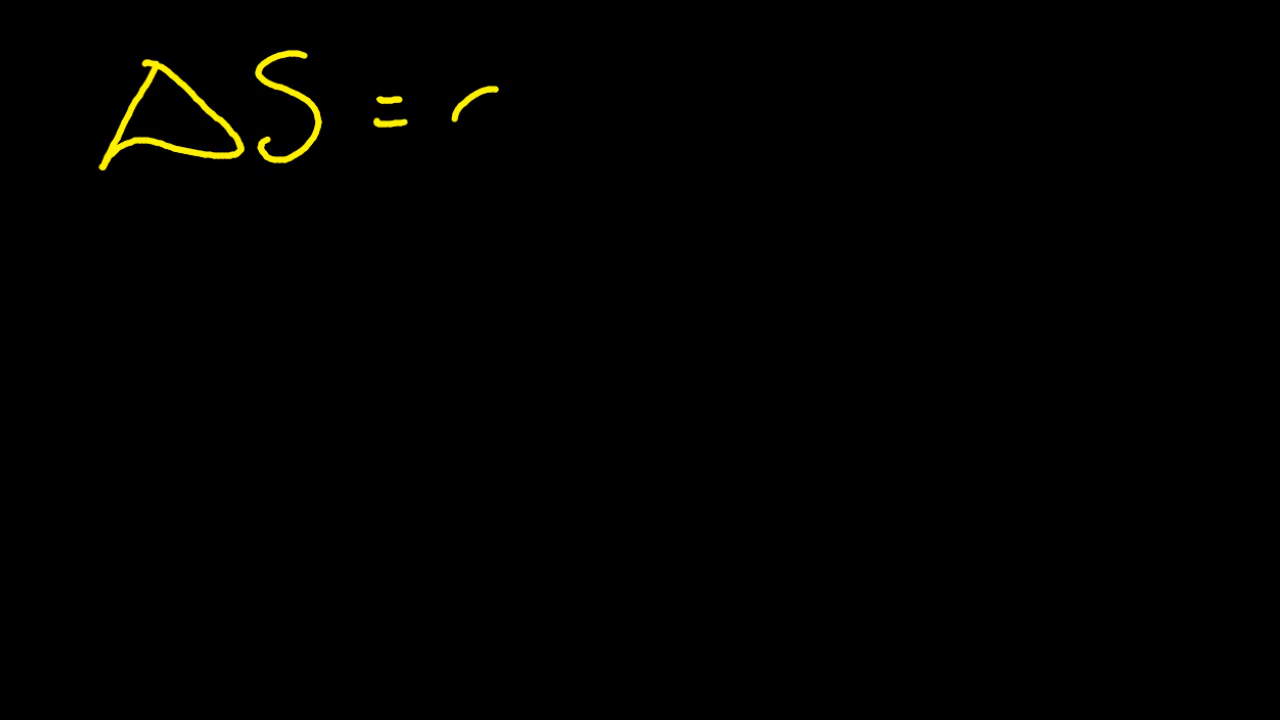 ΔS =